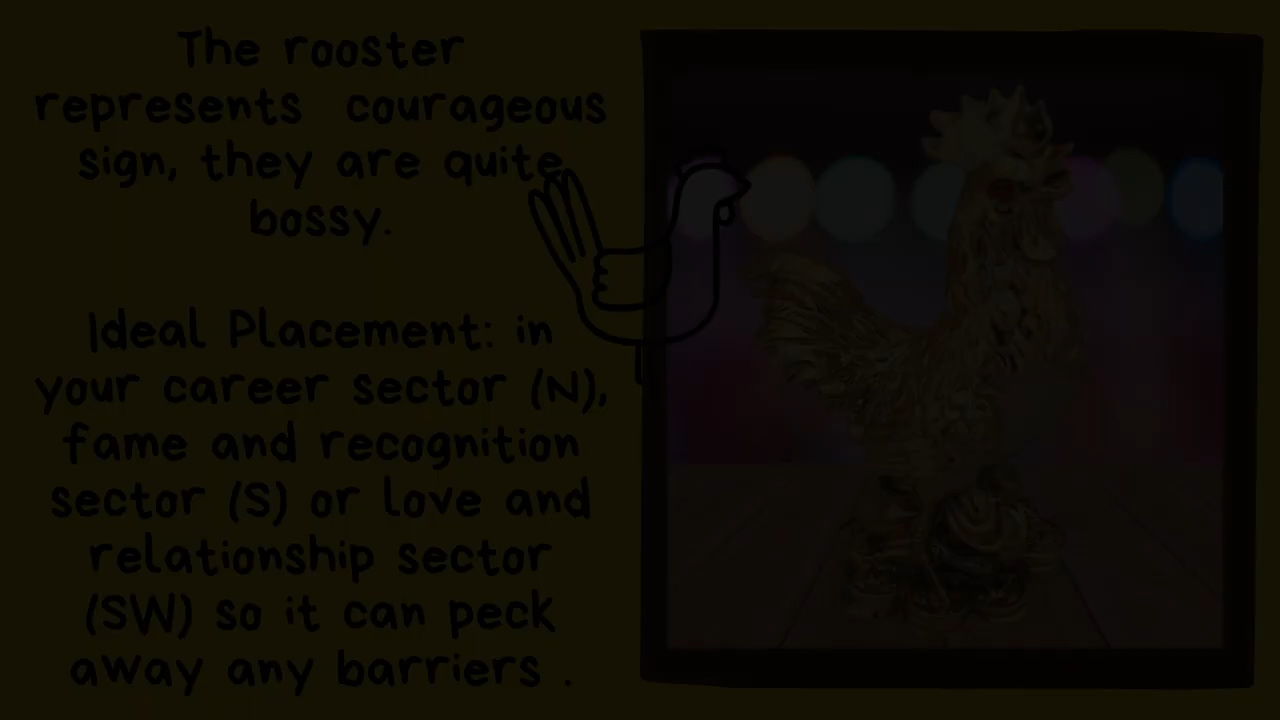 The rooster
represents courageous
sign, they are quite
bossy.
Ideal Placement: in
your career sector (N),
fame and recognition
sector (S) or love and
relationship sector
(SW) so it can peck
away any barriers .